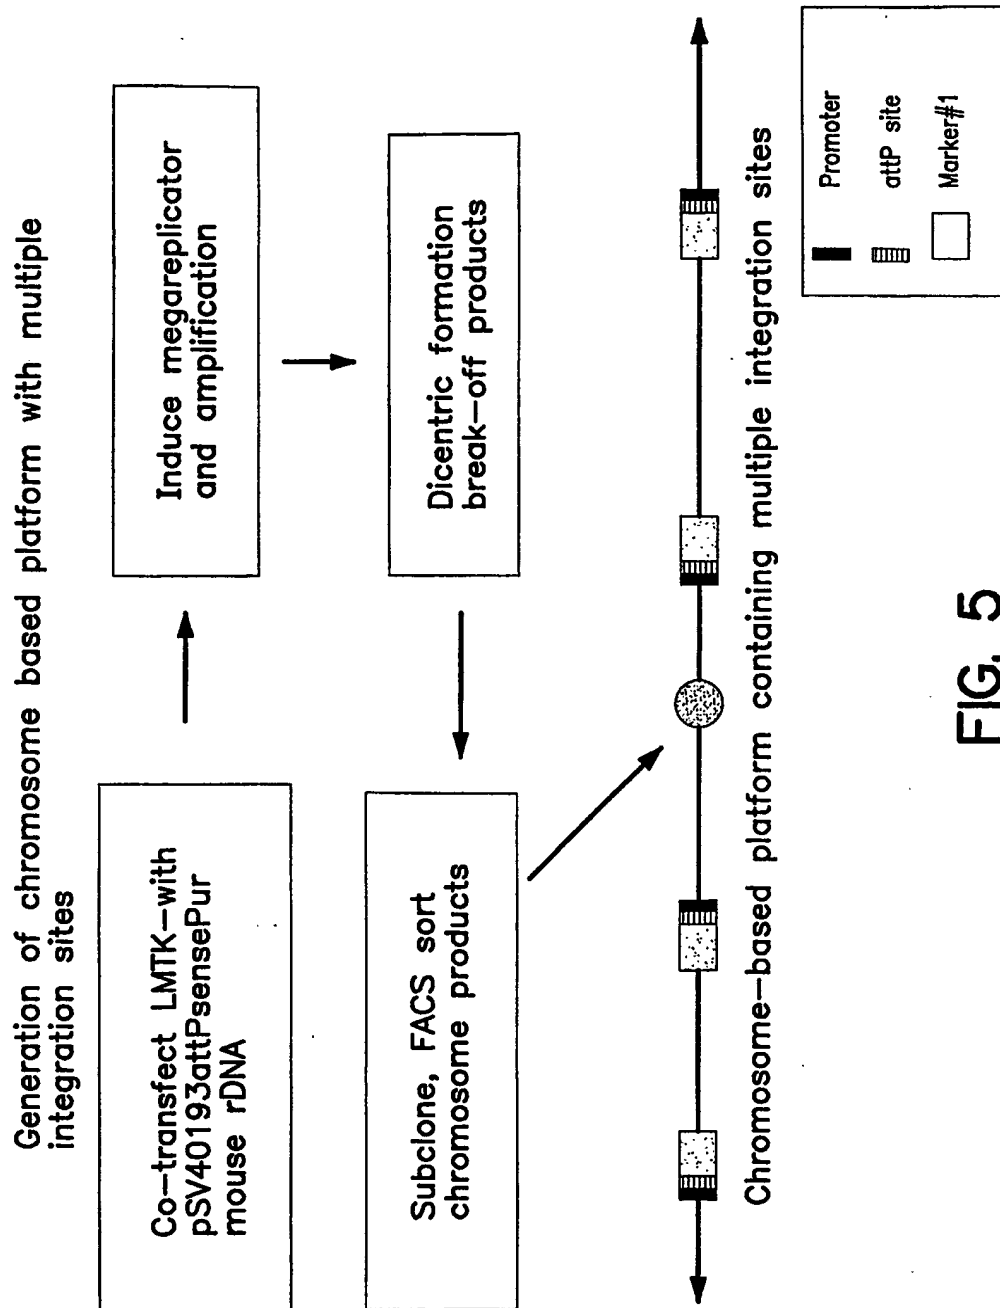 Generation of chromosome based platform with multiple
integration sites
Co-transfect LMTK-with
pSV40193attPsensePur
mouse rDNA
Induce megareplicator
and amplification
Dicentric formation
break-off products
Subclone, FACS sort
chromosome products
Chromosome-based platform containing multiple integration sites
Promoter
attP site
Marker#1
FIG. 5